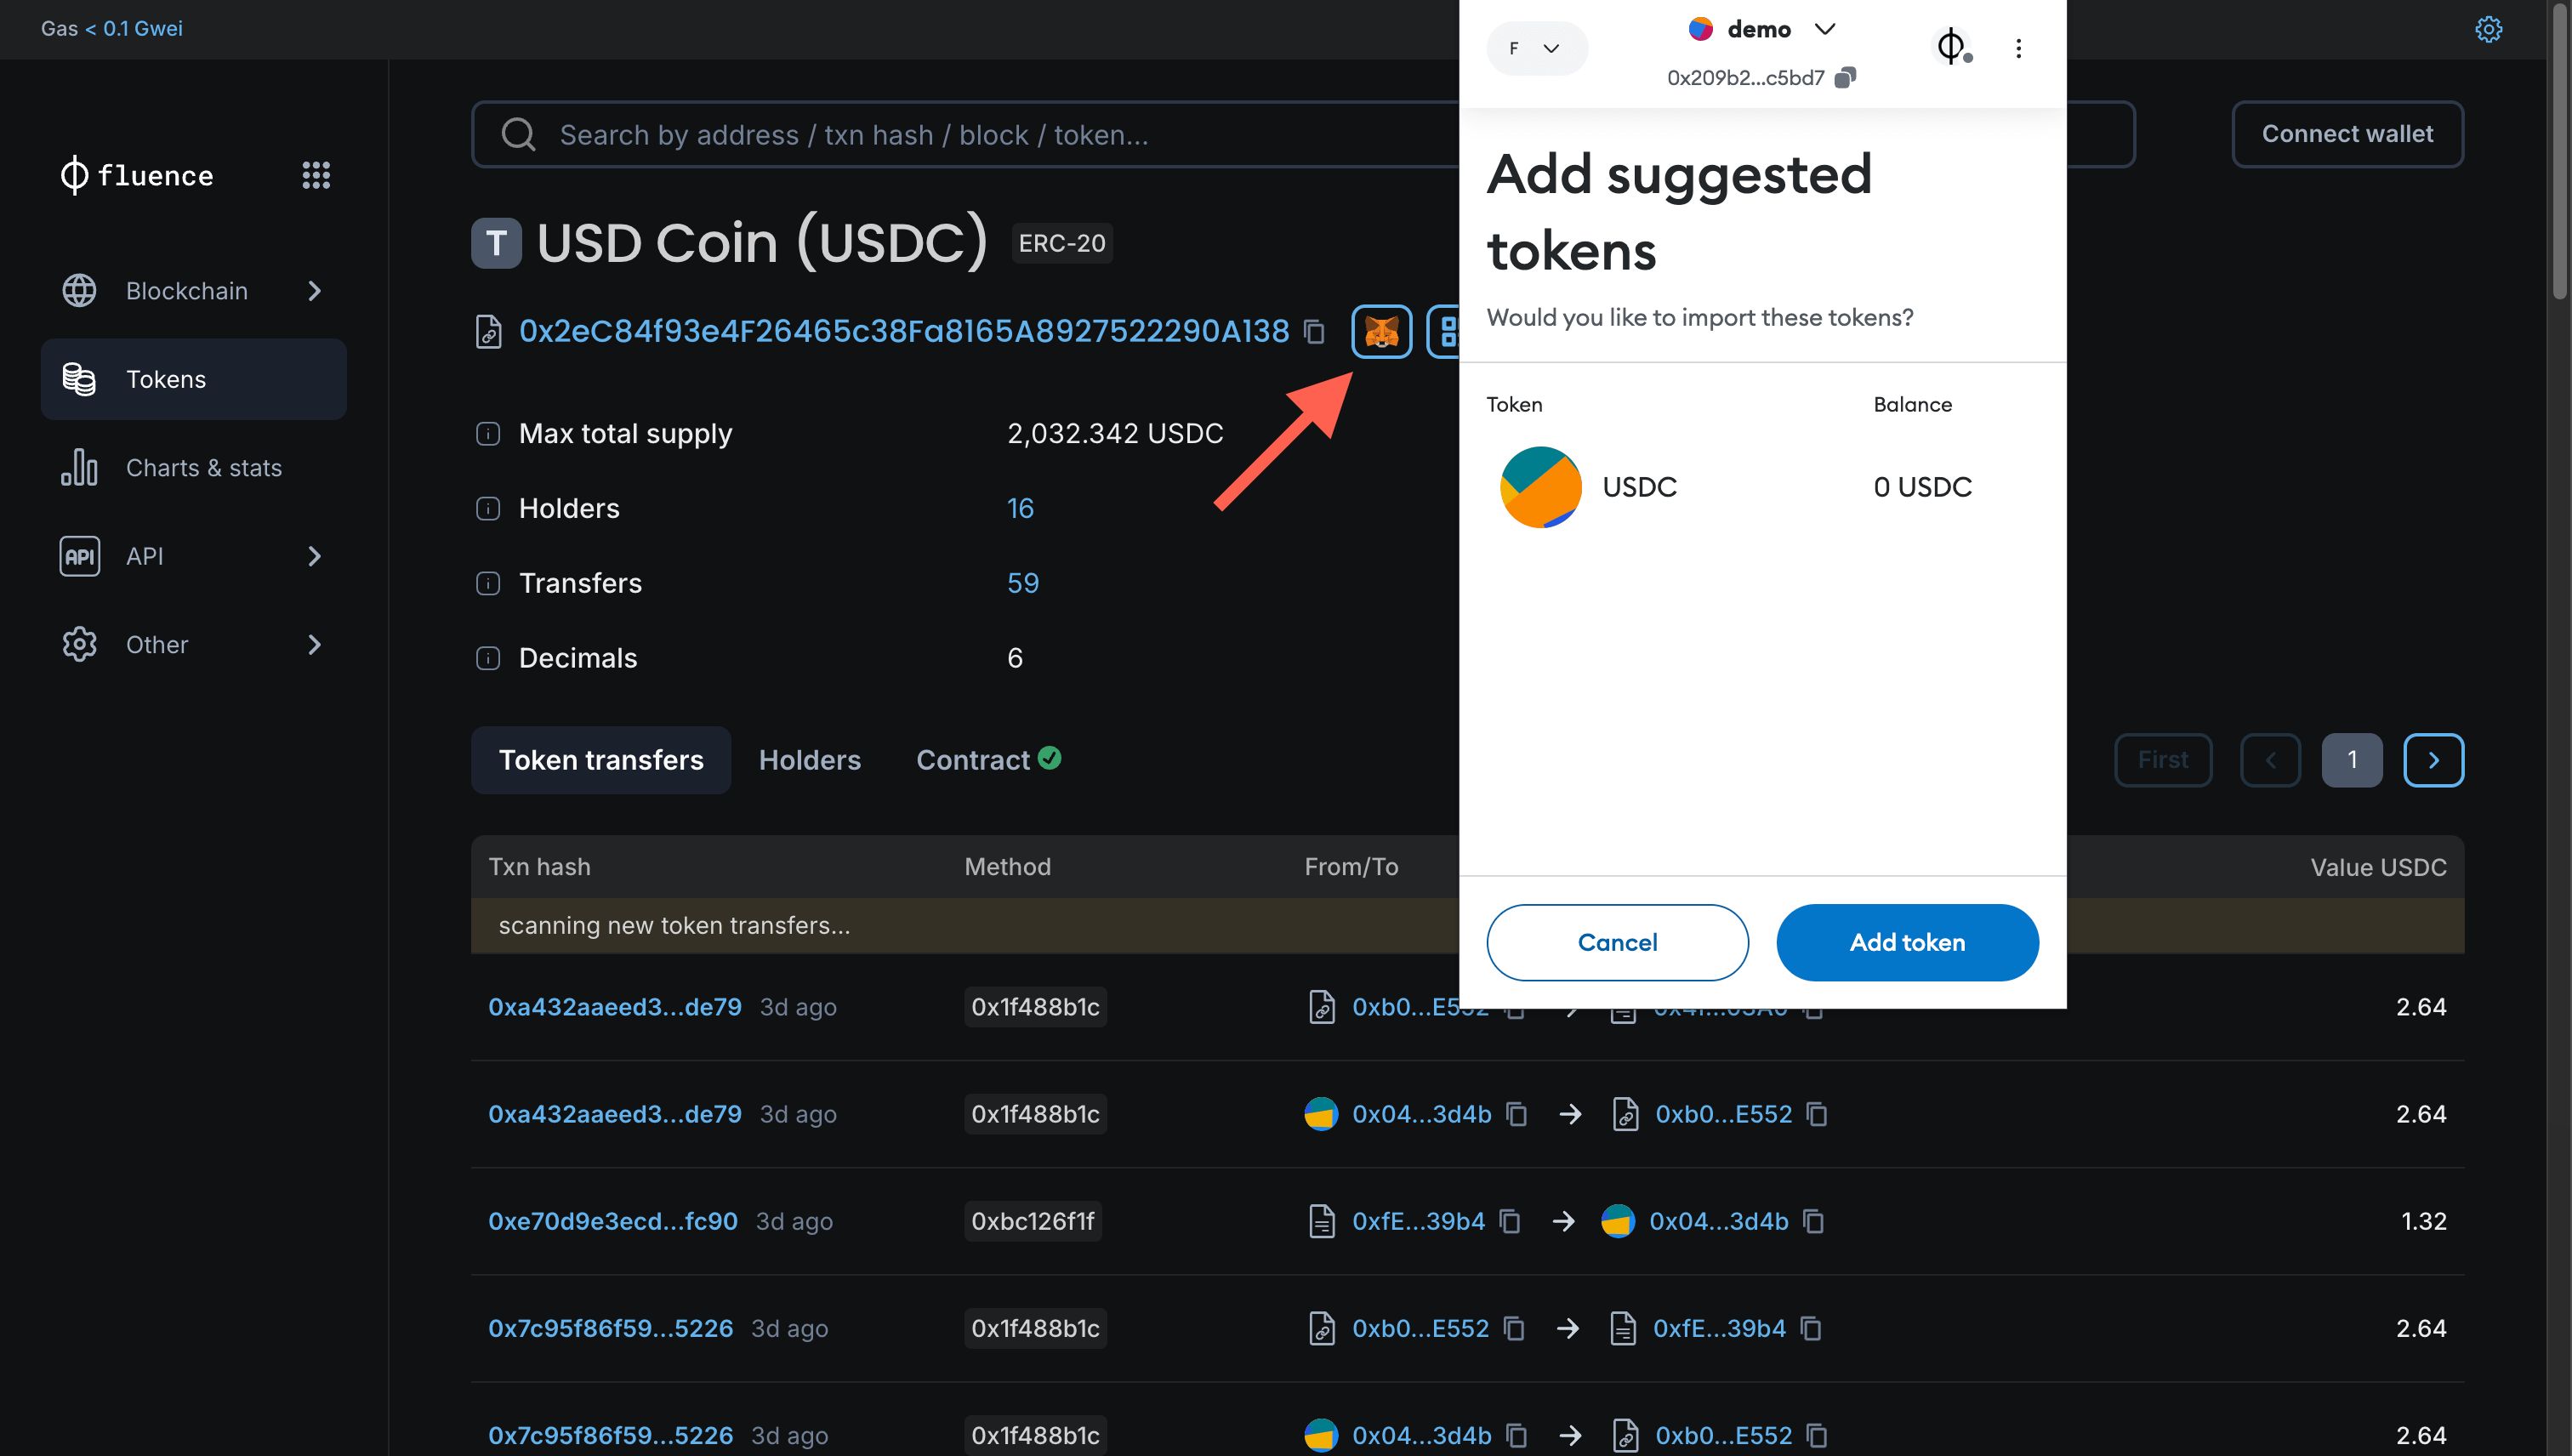 Gas < 0.1 Gwei
fluence
Blockchain
Tokens
Charts & stats
API
API
Other
Search by address / txn hash / block / token...
Connect wallet
T
USD Coin (USDC)
ERC-20
0x2eC84f93e4F26465c38Fa8165A8927522290A138
Max total supply 2,032.342 USDC
Holders 16
Transfers 59
Decimals 6
F
demo
0x209b2...c5bd7
Add suggested
tokens
Would you like to import these tokens?
Token Balance
USDC 0 USDC
Cancel Add token
Token transfers Holders Contract
First 1
Txn hash Method From/To Value USDC
scanning new token transfers...
0xa432aaeed3...de79 3d ago 0x1f488b1c 0xb0...E552 2.64
0xa432aaeed3...de79 3d ago 0x1f488b1c 0x04...3d4b → 0xb0...E552 2.64
0xe70d9e3ecd...fc90 3d ago 0xbc126f1f 0xfE...39b4 → 0x04...3d4b 1.32
0x7c95f86f59...5226 3d ago 0x1f488b1c 0xb0...E552 → 0xfE...39b4 2.64
0x7c95f86f59...5226 3d ago 0x1f488b1c 0x04...3d4b → 0xb0...E552 2.64